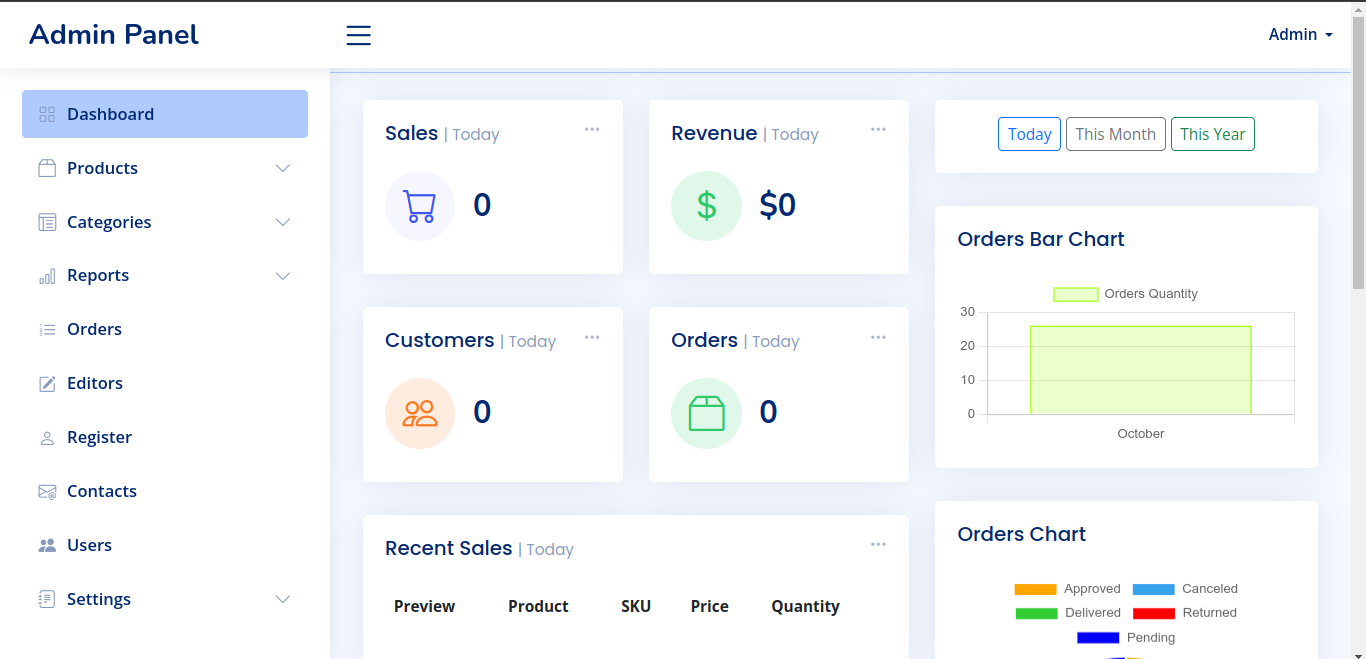 Admin Panel
Admin
Dashboard
Products
Categories
Reports
Orders
Editors
Register
Contacts
Users
Settings
Sales | Today
0
Revenue | Today
$0
Customers | Today
0
Orders | Today
0
Recent Sales | Today
Preview Product SKU Price Quantity
Today This Month This Year
Orders Bar Chart
Orders Quantity
30
20
10
0
October
Orders Chart
Approved Canceled
Delivered Returned
Pending